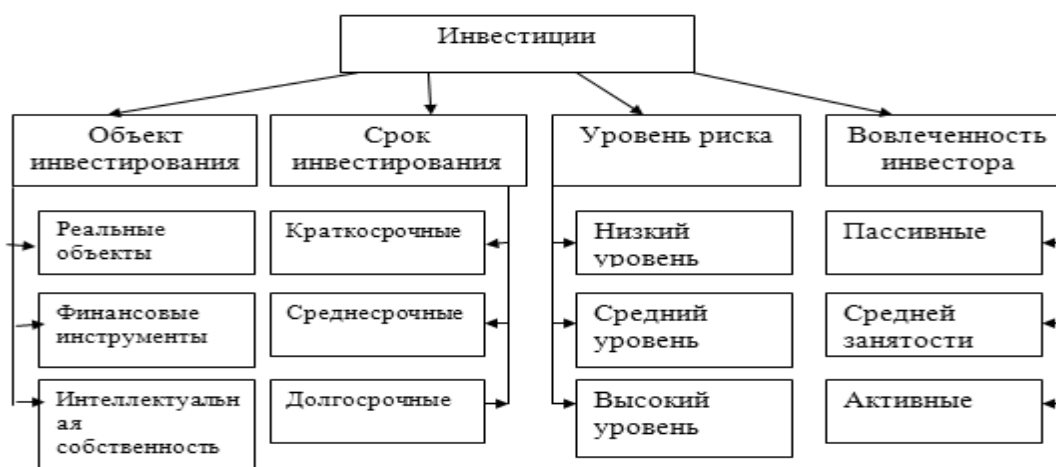 Инвестиции
Объект
инвестирования
Срок
инвестирования
Уровень риска
Вовлеченность
инвестора
Реальные
объекты
Краткосрочные
Низкий
уровень
Пассивные
Финансовые
инструменты
Среднесрочные
Средний
уровень
Средней
занятости
Интеллектуальн
ая
собственность
Долгосрочные
Высокий
уровень
Активные